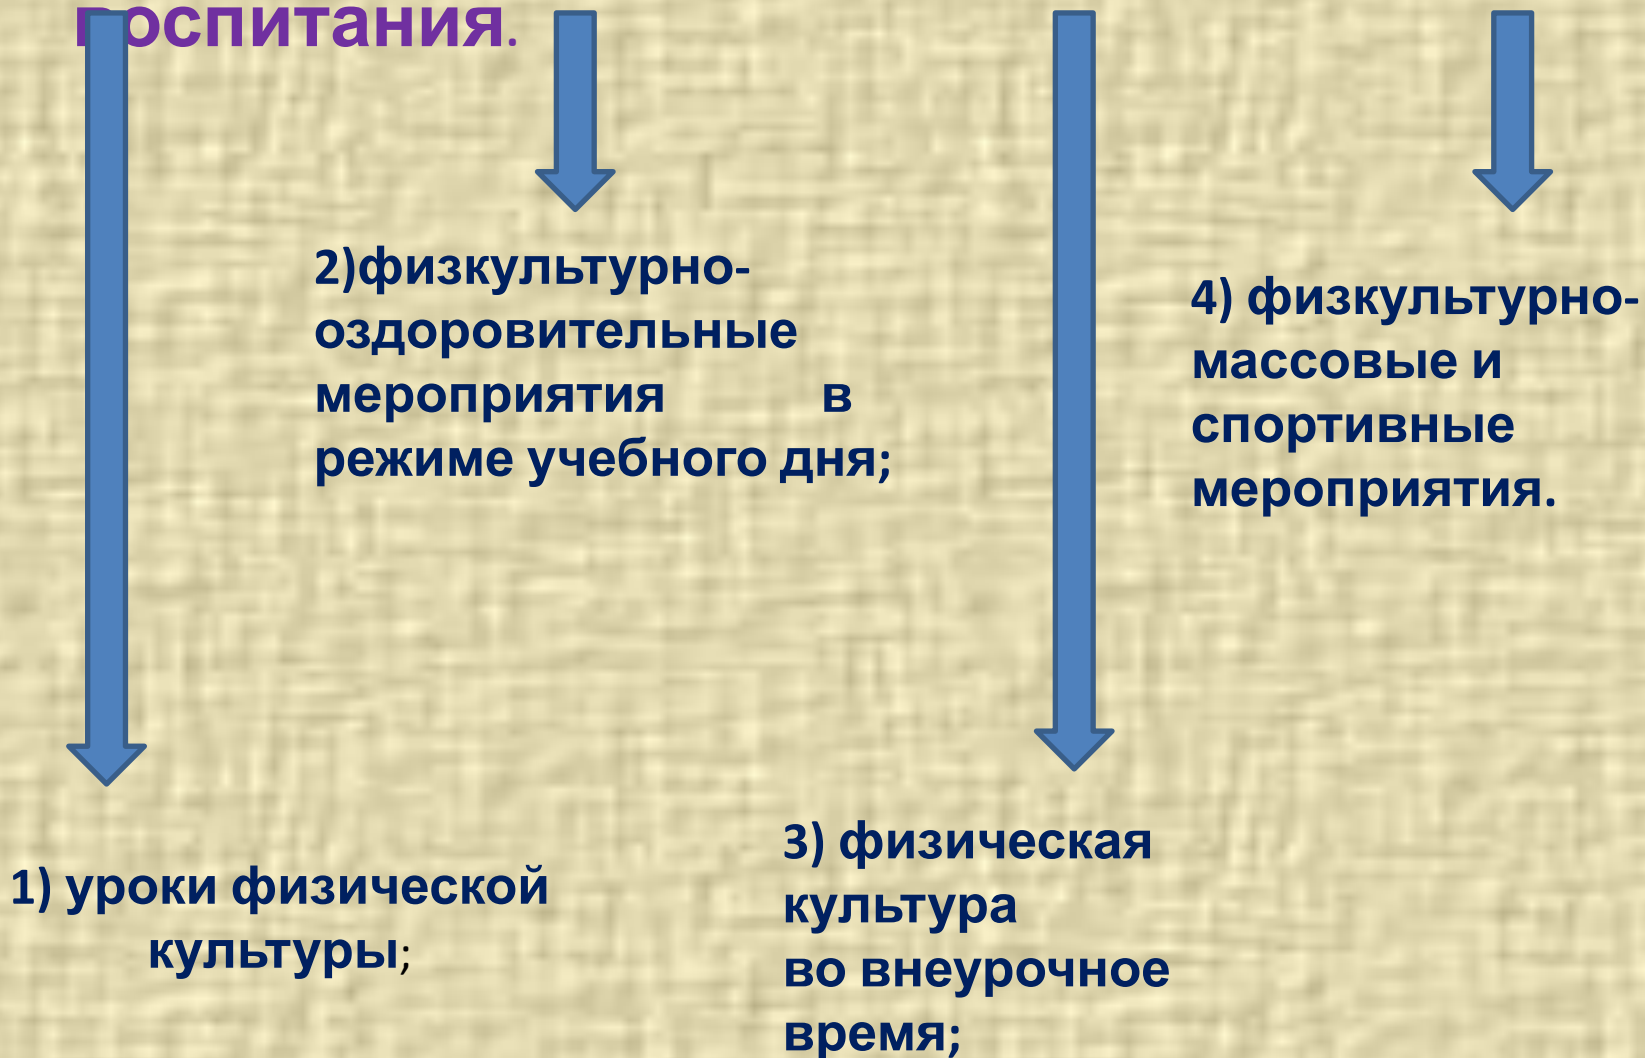 воспитания.
2)физкультурно-
оздоровительные
мероприятия в
режиме учебного дня;
4) физкультурно-
массовые и
спортивные
мероприятия.
1) уроки физической
культуры;
3) физическая
культура
во внеурочное
время;